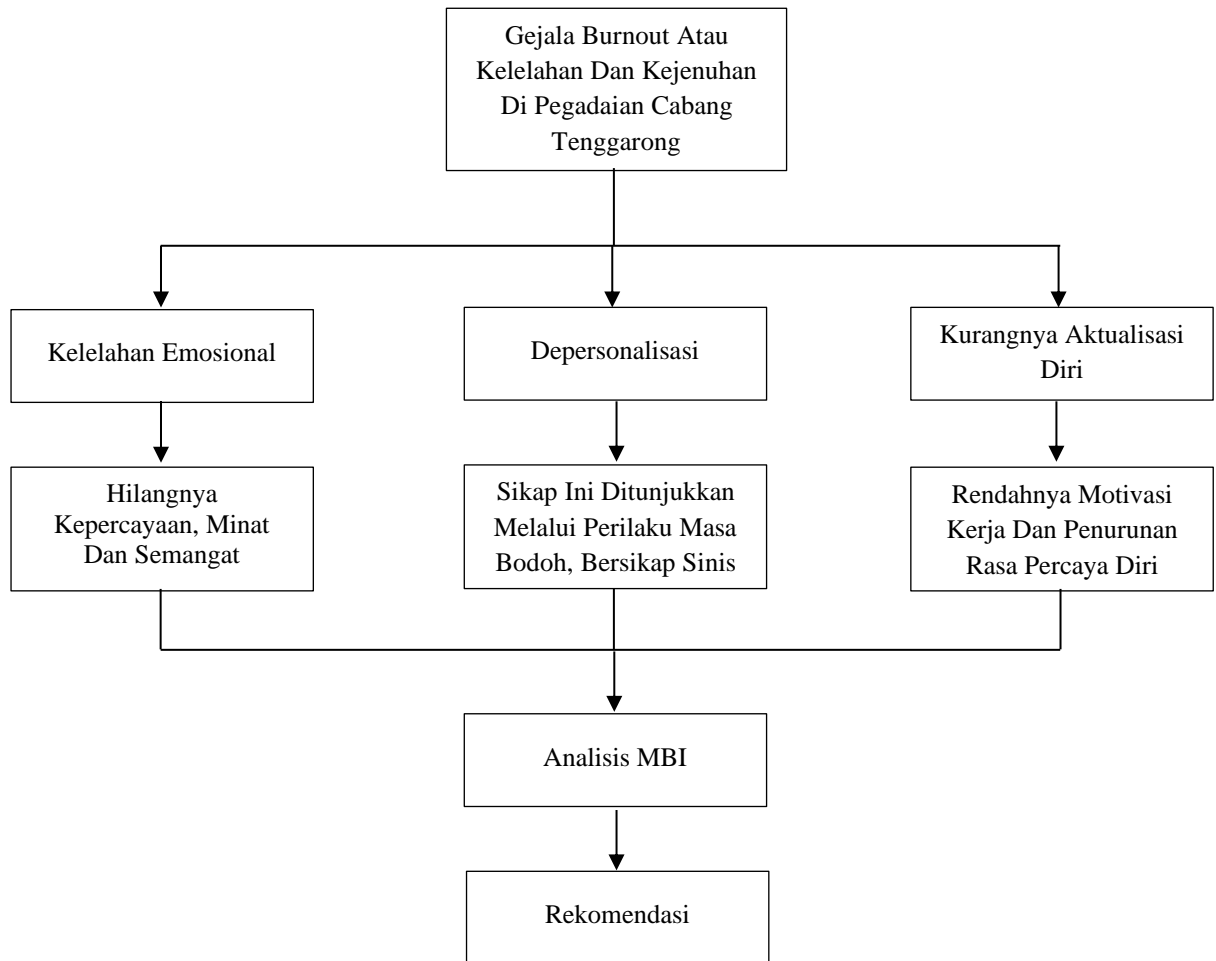 Gejala Burnout Atau
Kelelahan Dan Kejenuhan
Di Pegadaian Cabang
Tenggarong
Kelelahan Emosional
Depersonalisasi
Kurangnya Aktualisasi
Diri
Hilangnya
Kepercayaan, Minat
Dan Semangat
Sikap Ini Ditunjukkan
Melalui Perilaku Masa
Bodoh, Bersikap Sinis
Rendahnya Motivasi
Kerja Dan Penurunan
Rasa Percaya Diri
Analisis MBI
Rekomendasi